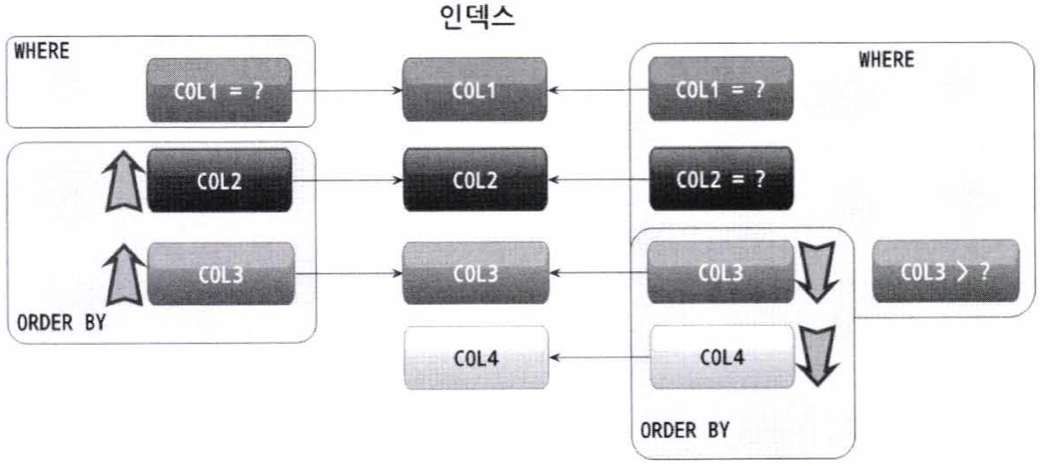 인덱스
WHERE
COL1 = ?
COL1
COL1 = ?
WHERE
COL2
COL2
COL2 = ?
COL3
COL3
COL3
COL3 > ?
ORDER BY
COL4
COL4
ORDER BY